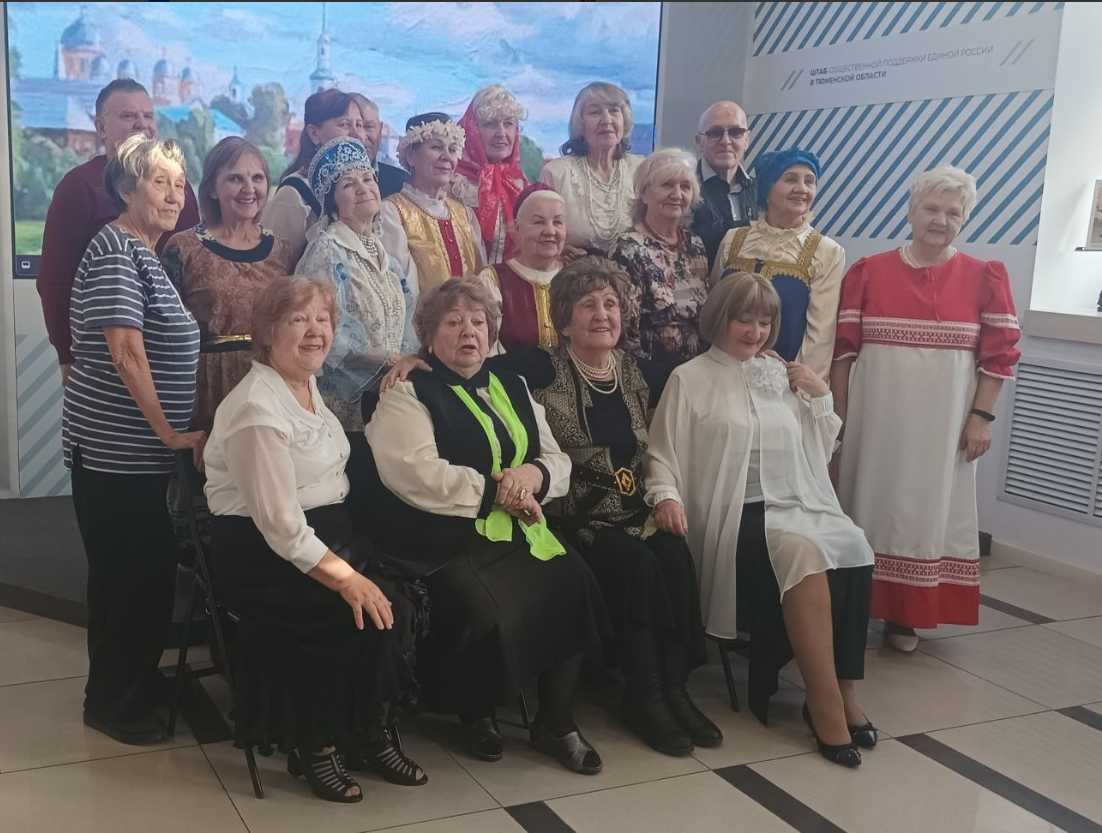 ШТАБ ОБЩЕСТВЕННОЙ ПОДДЕРЖКИ ЕДИНОЙ РОССИИ
В ТЮМЕНСКОЙ ОБЛАСТИ